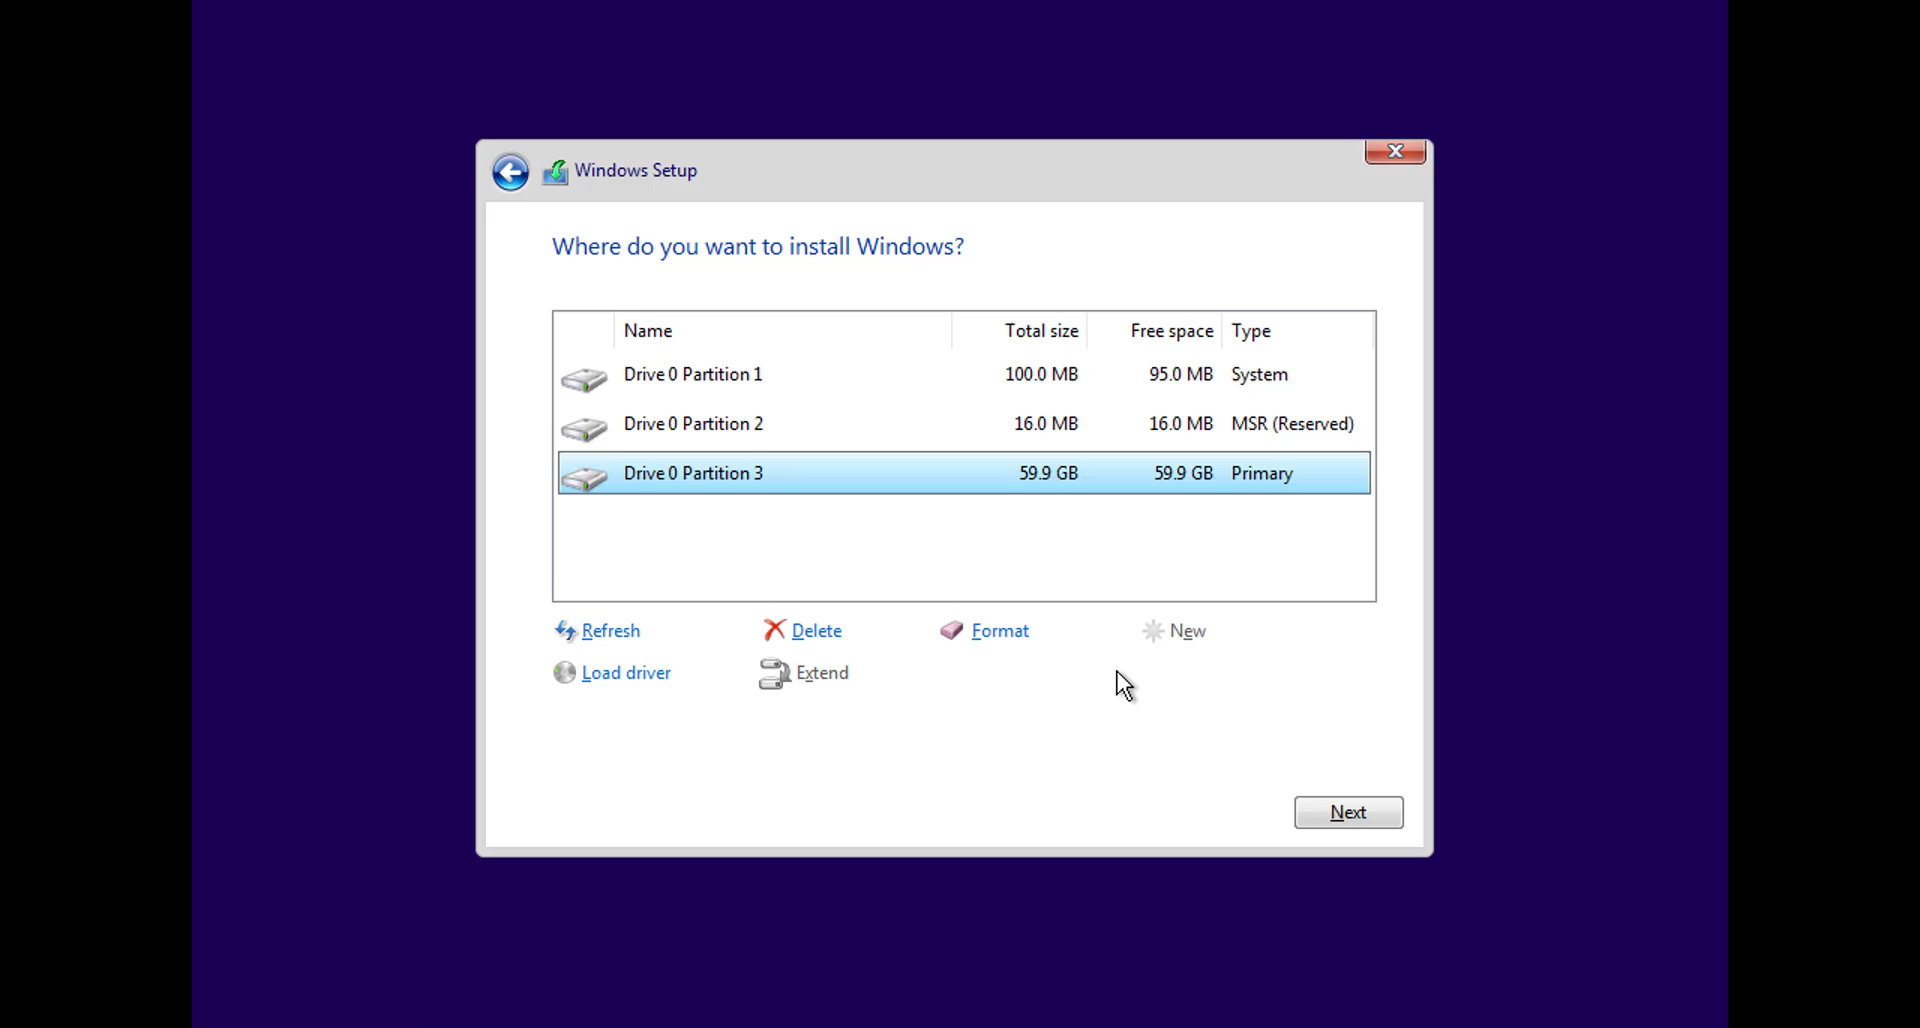 Windows Setup
Where do you want to install Windows?
Name Total size Free space Type
Drive 0 Partition 1 100.0 MB 95.0 MB System
Drive 0 Partition 2 16.0 MB 16.0 MB MSR (Reserved)
Drive 0 Partition 3 59.9 GB 59.9 GB Primary
Refresh Delete Format New
Load driver Extend
Next